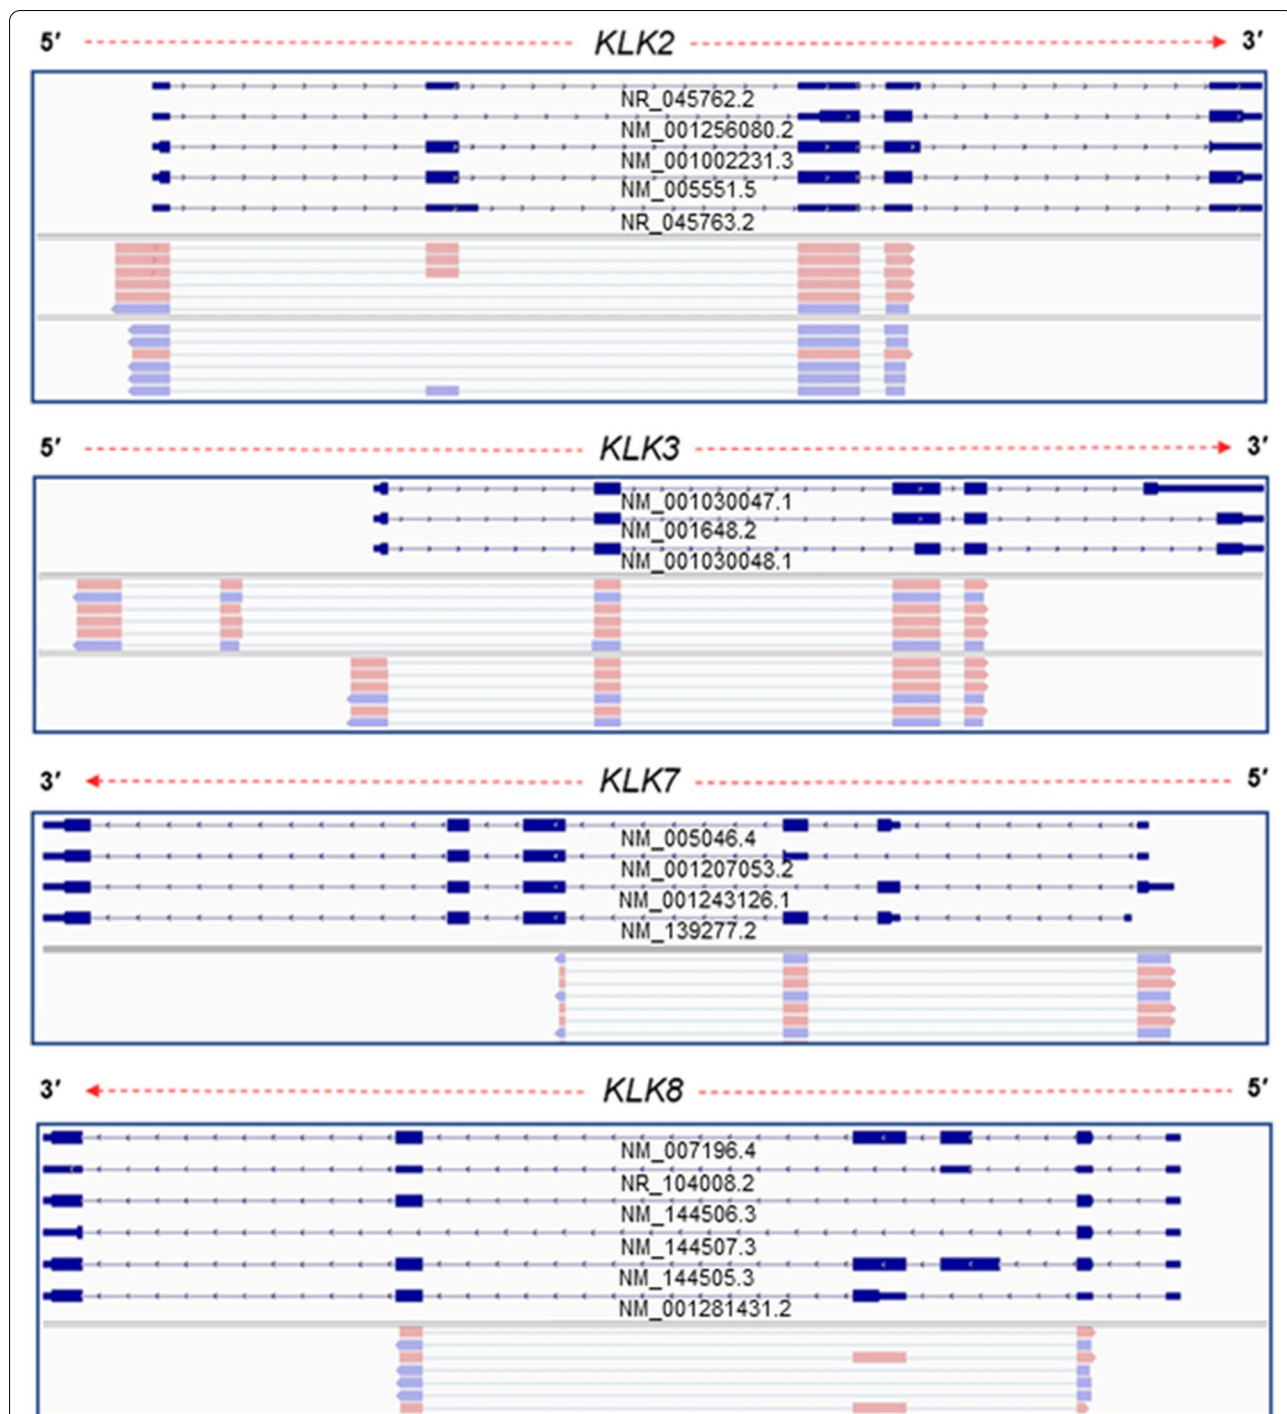 5′ KLK2 3′
NR_045762.2
NM_001256080.2
NM_001002231.3
NM_005551.5
NR_045763.2
5′ KLK3 3′
NM_001030047.1
NM_001648.2
NM_001030048.1
3′ KLK7 5′
NM_005046.4
NM_001207053.2
NM_001243126.1
NM_139277.2
3′ KLK8 5′
NM_007196.4
NR_104008.2
NM_144506.3
NM_144507.3
NM_144505.3
NM_001281431.2